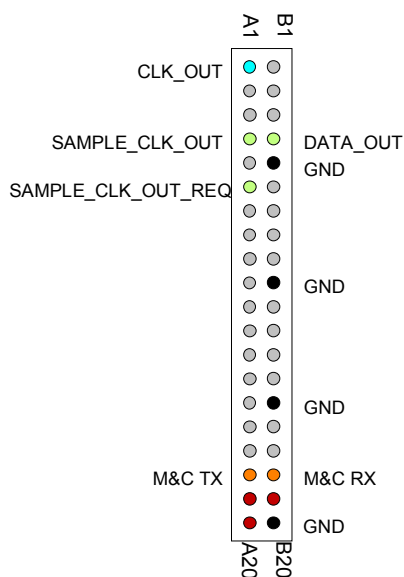 A1
B1
CLK_OUT
SAMPLE_CLK_OUT
DATA_OUT
GND
SAMPLE_CLK_OUT_REQ
GND
GND
M&C TX
M&C RX
GND
A20
B20